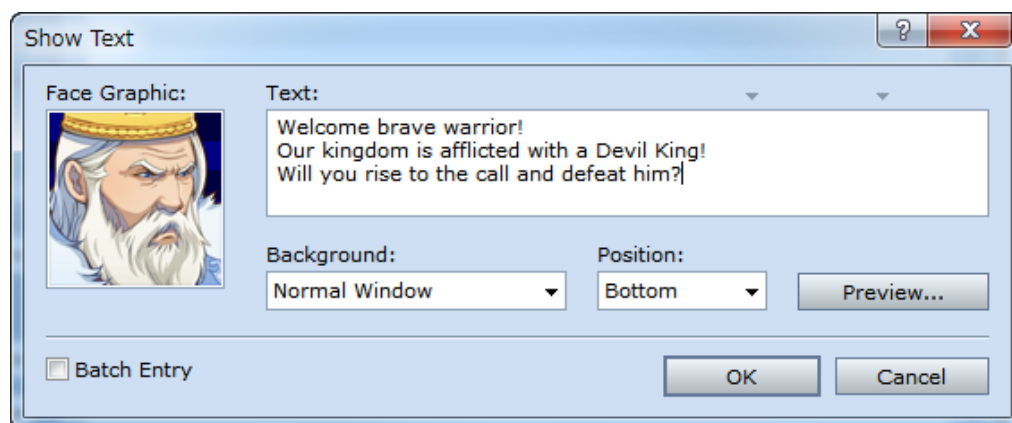 Show Text
Face Graphic:
Text:
Welcome brave warrior!
Our kingdom is afflicted with a Devil King!
Will you rise to the call and defeat him?
Background:
Position:
Normal Window
Bottom
Preview...
Batch Entry
OK
Cancel